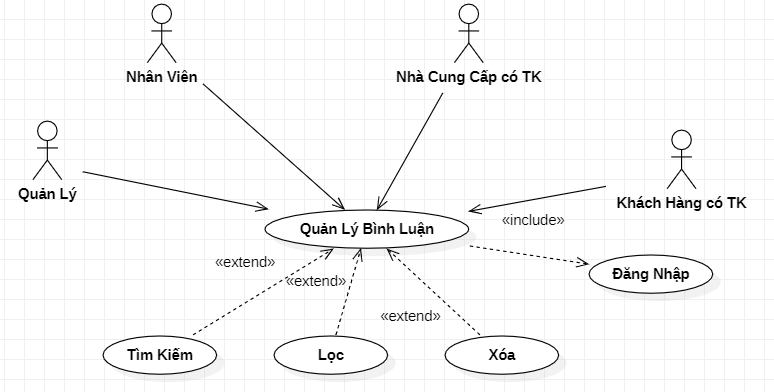 Nhân Viên
Nhà Cung Cấp có TK
Quản Lý
Khách Hàng có TK
«include»
Quản Lý Bình Luận
«extend»
Đăng Nhập
«extend»
«extend»
Tìm Kiếm
Lọc
Xóa